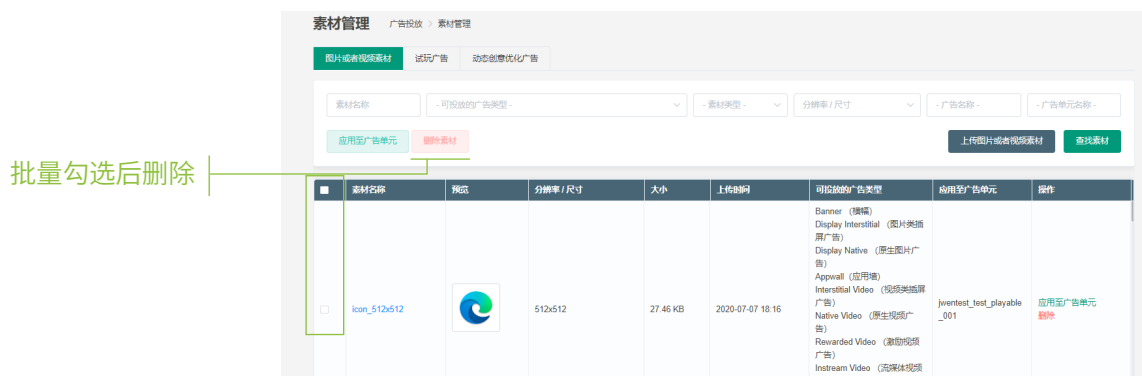 素材管理 广告投放 > 素材管理
图片或者视频素材 试玩广告 动态创意优化广告
素材名称 - 可投放的广告类型 - - 素材类型 - 分辨率 / 尺寸 - 广告名称 - - 广告单元名称 -
应用至广告单元 删除素材 上传图片或者视频素材 查找素材
批量勾选后删除
素材名称 预览 分辨率 / 尺寸 大小 上传时间 可投放的广告类型 应用至广告单元 操作
Banner （横幅）
Display Interstitial （图片类插
屏广告）
Display Native （原生图片广
告）
Appwall（应用墙）
Interstitial Video （视频类插屏
广告）
Native Video （原生视频广
告）
Rewarded Video （激励视频
广告）
Instream Video （流媒体视频
icon_512x512 512x512 27.46 KB 2020-07-07 18:16
jwentest_test_playable
_001
应用至广告单元
删除